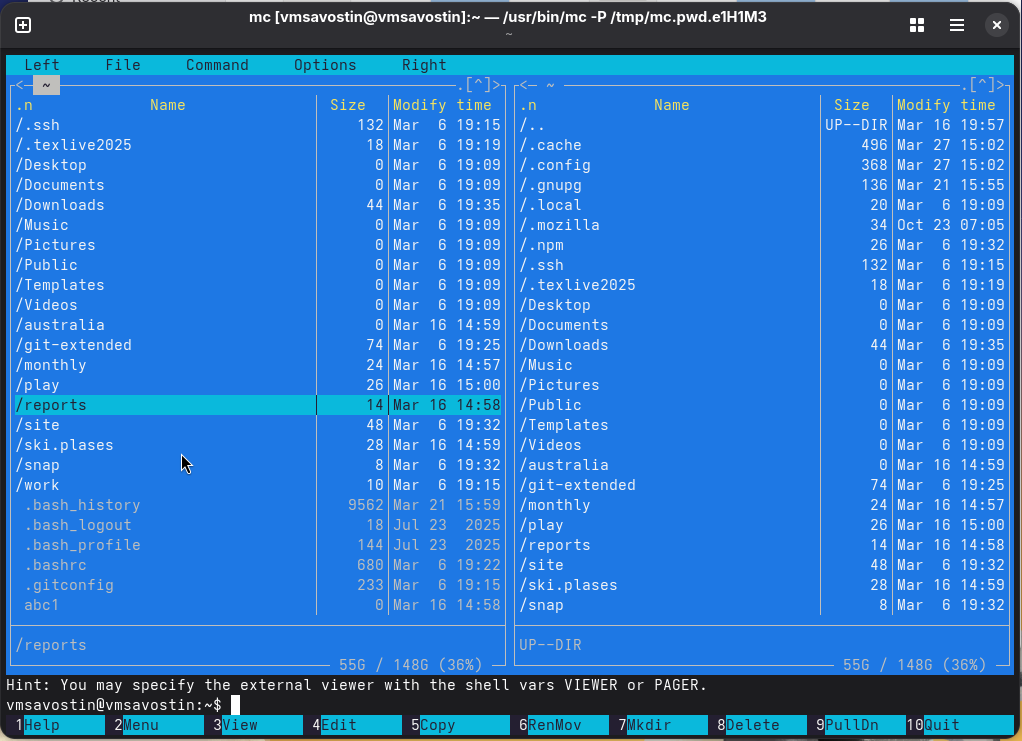 mc [vmsavostin@vmsavostin]:~ — /usr/bin/mc -P /tmp/mc.pwd.e1H1M3
~
Left File Command Options Right
<─ ~ .[^]>
.n Name Size Modify time
/.ssh 132 Mar 6 19:15
/.texlive2025 18 Mar 6 19:19
/Desktop 0 Mar 6 19:09
/Documents 0 Mar 6 19:09
/Downloads 44 Mar 6 19:35
/Music 0 Mar 6 19:09
/Pictures 0 Mar 6 19:09
/Public 0 Mar 6 19:09
/Templates 0 Mar 6 19:09
/Videos 0 Mar 6 19:09
/australia 0 Mar 16 14:59
/git-extended 74 Mar 6 19:25
/monthly 24 Mar 16 14:57
/play 26 Mar 16 15:00
/reports 14 Mar 16 14:58
/site 48 Mar 6 19:32
/ski.plases 28 Mar 16 14:59
/snap 8 Mar 6 19:32
/work 10 Mar 6 19:15
.bash_history 9562 Mar 21 15:59
.bash_logout 18 Jul 23 2025
.bash_profile 144 Jul 23 2025
.bashrc 680 Mar 6 19:22
.gitconfig 233 Mar 6 19:15
abc1 0 Mar 16 14:58
/reports
55G / 148G (36%)
<─ ~ .[^]>
.n Name Size Modify time
/.. UP--DIR Mar 16 19:57
/.cache 496 Mar 27 15:02
/.config 368 Mar 27 15:02
/.gnupg 136 Mar 21 15:55
/.local 20 Mar 6 19:09
/.mozilla 34 Oct 23 07:05
/.npm 26 Mar 6 19:32
/.ssh 132 Mar 6 19:15
/.texlive2025 18 Mar 6 19:19
/Desktop 0 Mar 6 19:09
/Documents 0 Mar 6 19:09
/Downloads 44 Mar 6 19:35
/Music 0 Mar 6 19:09
/Pictures 0 Mar 6 19:09
/Public 0 Mar 6 19:09
/Templates 0 Mar 6 19:09
/Videos 0 Mar 6 19:09
/australia 0 Mar 16 14:59
/git-extended 74 Mar 6 19:25
/monthly 24 Mar 16 14:57
/play 26 Mar 16 15:00
/reports 14 Mar 16 14:58
/site 48 Mar 6 19:32
/ski.plases 28 Mar 16 14:59
/snap 8 Mar 6 19:32
UP--DIR
55G / 148G (36%)
Hint: You may specify the external viewer with the shell vars VIEWER or PAGER.
vmsavostin@vmsavostin:~$
1Help 2Menu 3View 4Edit 5Copy 6RenMov 7Mkdir 8Delete 9PullDn 10Quit